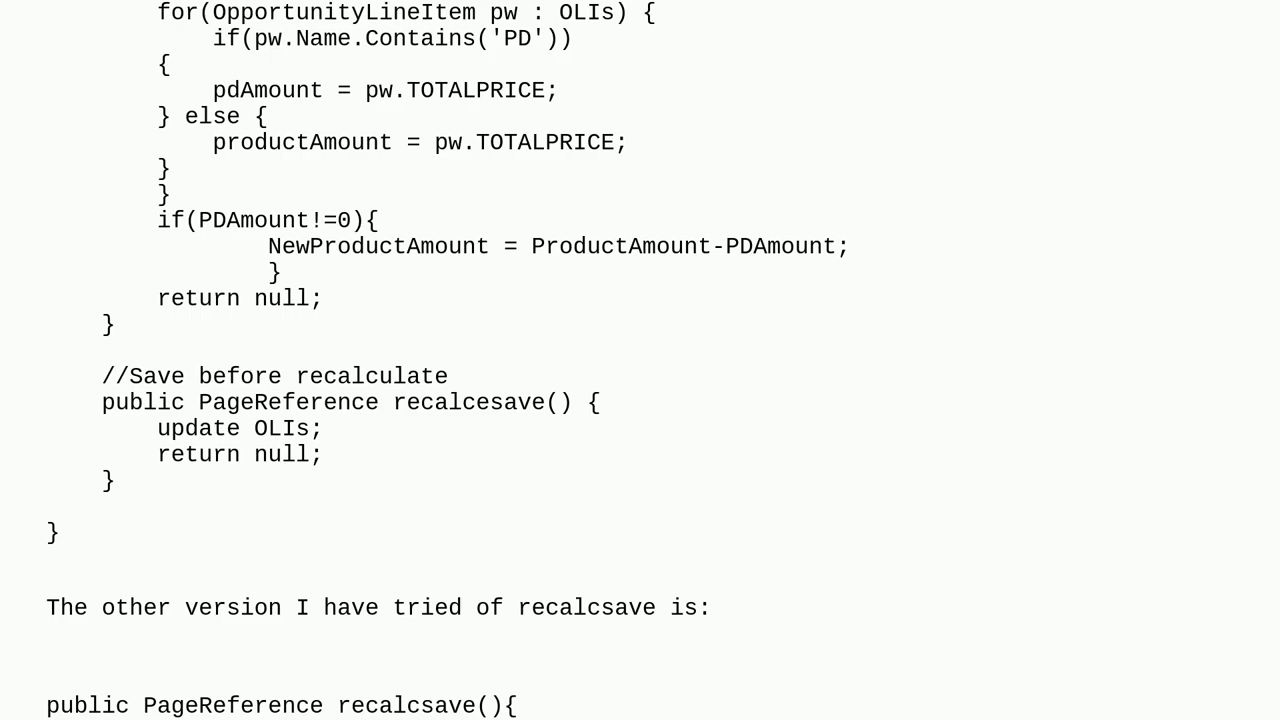 for(OpportunityLineItem pw : OLIs) {
if(pw.Name.Contains('PD'))
{
pdAmount = pw.TOTALPRICE;
} else {
productAmount = pw.TOTALPRICE;
}
}
if(PDAmount!=0){
NewProductAmount = ProductAmount-PDAmount;
}
return null;
}
//Save before recalculate
public PageReference recalcesave() {
update OLIs;
return null;
}
}
The other version I have tried of recalcsave is:
public PageReference recalcsave(){